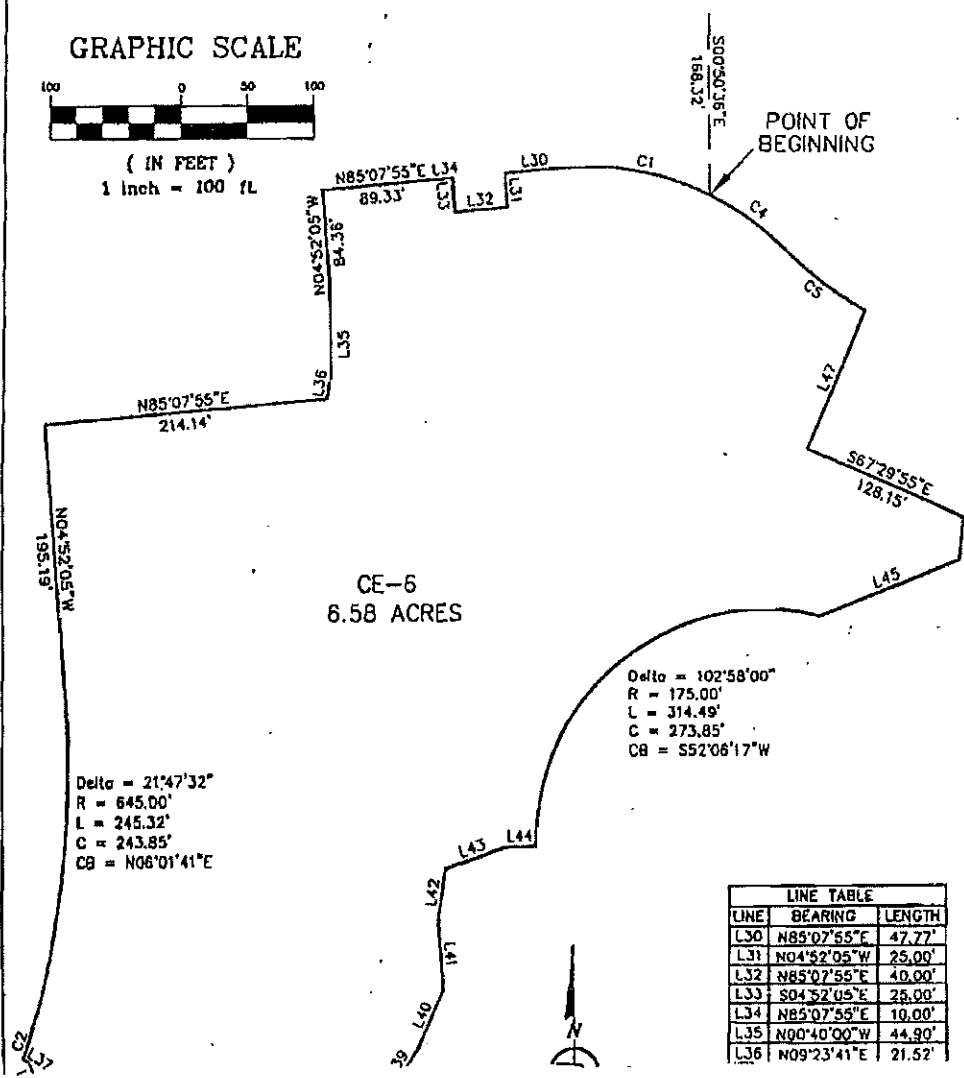 GRAPHIC SCALE
100 0 50 100
( IN FEET )
1 inch = 100 ft.
S00°50'36"E
168.32'
POINT OF
BEGINNING
N85°07'55"E L34
89.33'
L33
L32
L31
L30
C1
C4
C5
N04°52'05"W
84.36'
L35
L36
L47
N85°07'55"E
214.14'
S67°29'55"E
128.15'
N04°52'05"W
195.19'
L45
CE-6
6.58 ACRES
Delta = 102°58'00"
R = 175.00'
L = 314.49'
C = 273.85'
CB = S52°06'17"W
Delta = 21°47'32"
R = 645.00'
L = 245.32'
C = 243.85'
CB = N06°01'41"E
L44
L43
L42
L41
L40
39
C2
L37
N
LINE TABLE
LINE BEARING LENGTH
L30 N85°07'55"E 47.77'
L31 N04°52'05"W 25.00'
L32 N85°07'55"E 40.00'
L33 S04°52'05"E 25.00'
L34 N85°07'55"E 10.00'
L35 N00°40'00"W 44.90'
L36 N09°23'41"E 21.52'